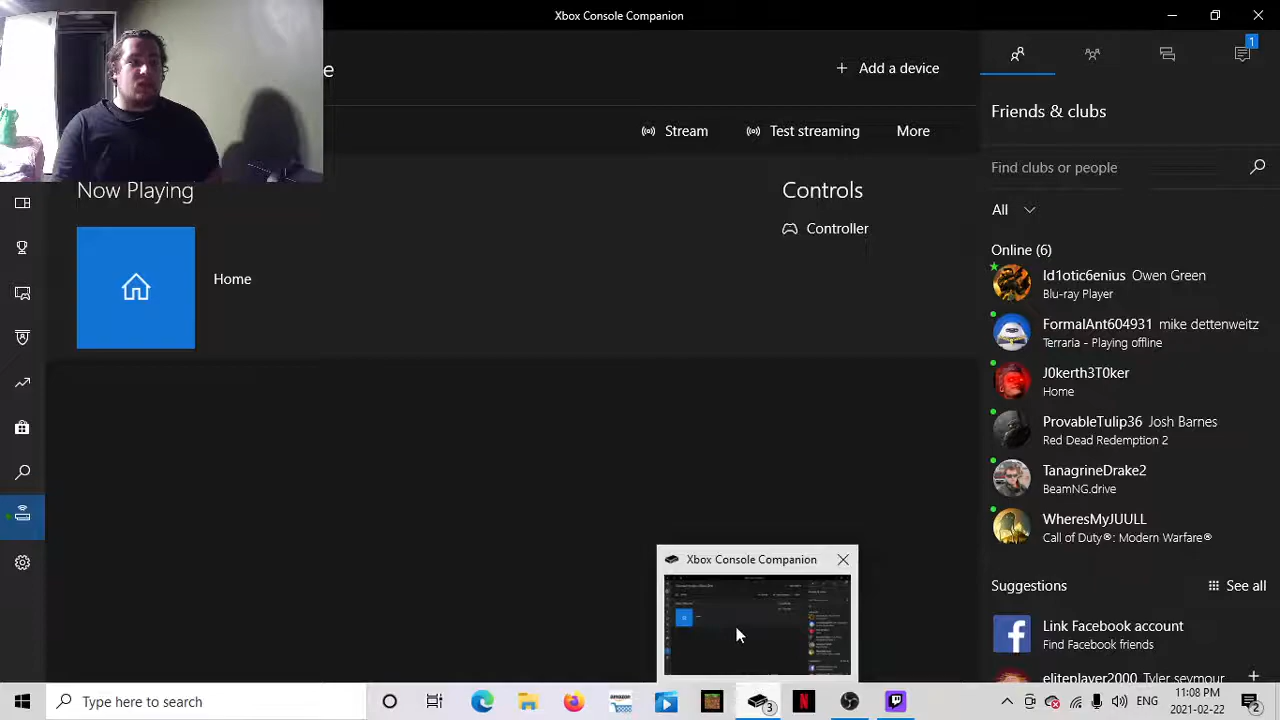 Xbox Console Companion
e
Add a device
Stream
Test streaming
More
Now Playing
Home
Controls
Controller
1
Friends & clubs
Find clubs or people
All
Online (6)
Id1otic6enius Owen Green
Blu-ray Player
FormalAnt604931 mike dettenweitz
Terraria - Playing offline
J0kerth3T0ker
Home
ProvableTulip36 Josh Barnes
Red Dead Redemption 2
TanagrineDrake2
BeamNG.drive
WheresMyJUULL
Call of Duty®: Modern Warfare®
Suggestions
See all
Link Facebook account
Find Facebook friends
eliteplayer2000 Tyler seymour
Xbox Console Companion
Type here to search
amazon
3
N
ENG
11:08 PM
2021-02-22
2